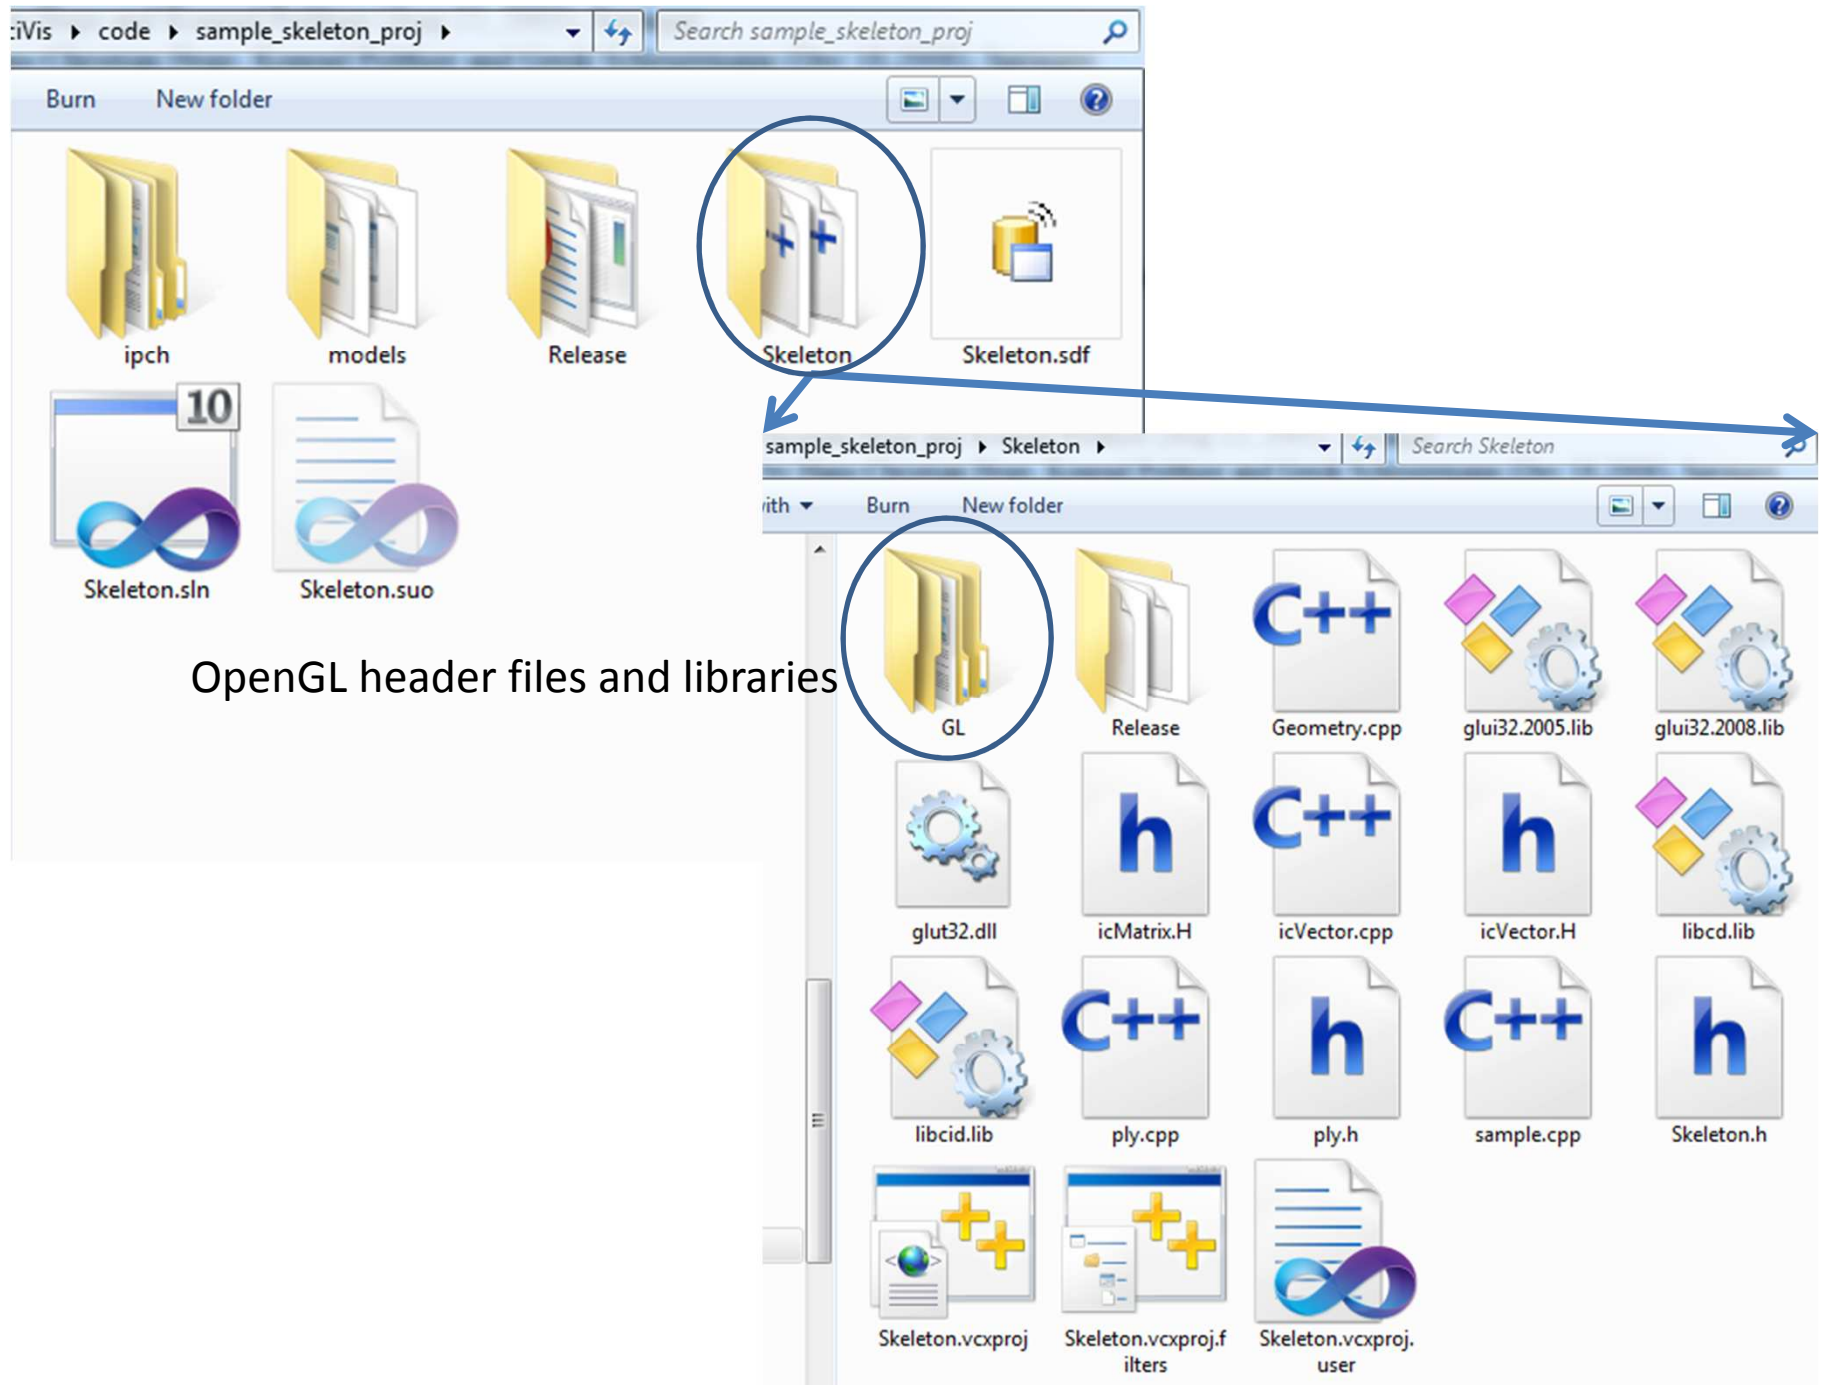 iVis ▸ code ▸ sample_skeleton_proj ▸
Search sample_skeleton_proj
Burn New folder
ipch
models
Release
Skeleton
Skeleton.sdf
10
Skeleton.sln
Skeleton.suo
sample_skeleton_proj ▸ Skeleton ▸
Search Skeleton
with Burn New folder
OpenGL header files and libraries
GL
Release
C++
Geometry.cpp
glui32.2005.lib
glui32.2008.lib
glut32.dll
h
icMatrix.H
C++
icVector.cpp
h
icVector.H
libcd.lib
libcid.lib
C++
ply.cpp
h
ply.h
C++
sample.cpp
h
Skeleton.h
Skeleton.vcxproj
Skeleton.vcxproj.f
ilters
Skeleton.vcxproj.
user